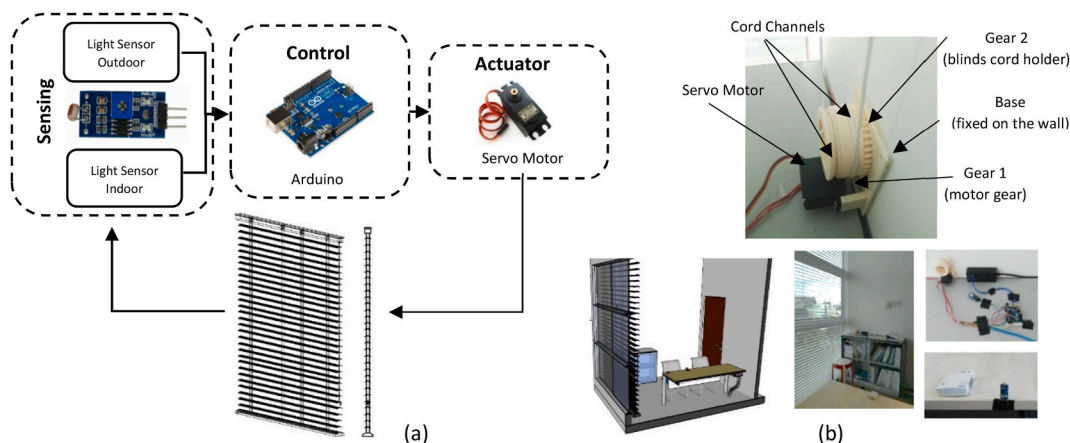 Sensing
Light Sensor
Outdoor
Light Sensor
Indoor
Control
Arduino
Actuator
Servo Motor
(a)
Cord Channels
Gear 2
(blinds cord holder)
Servo Motor
Base
(fixed on the wall)
Gear 1
(motor gear)
(b)